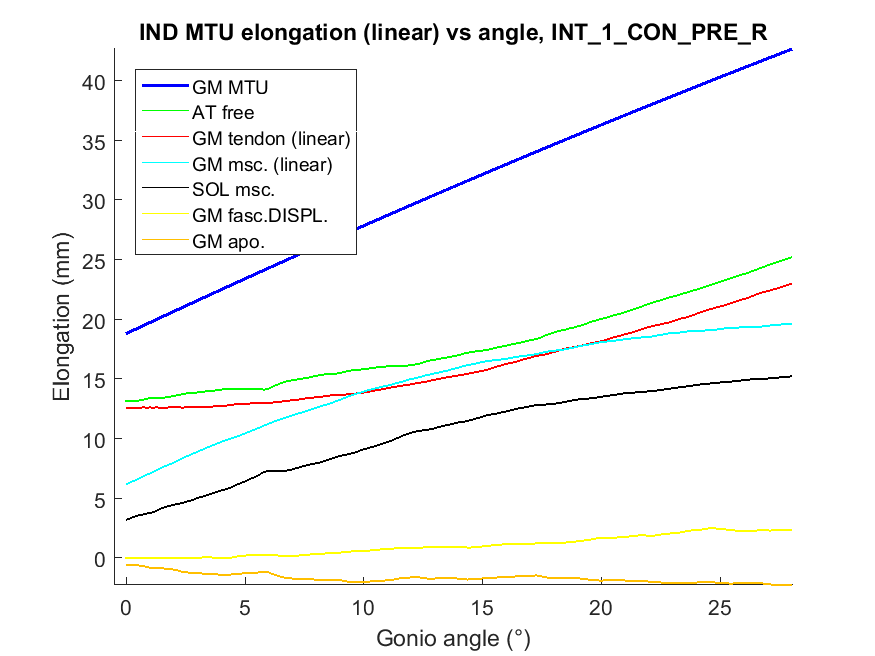 IND MTU elongation (linear) vs angle, INT_1_CON_PRE_R
GM MTU
AT free
GM tendon (linear)
GM msc. (linear)
SOL msc.
GM fasc.DISPL.
GM apo.
Elongation (mm)
40
35
30
25
20
15
10
5
0
0 5 10 15 20 25
Gonio angle (°)